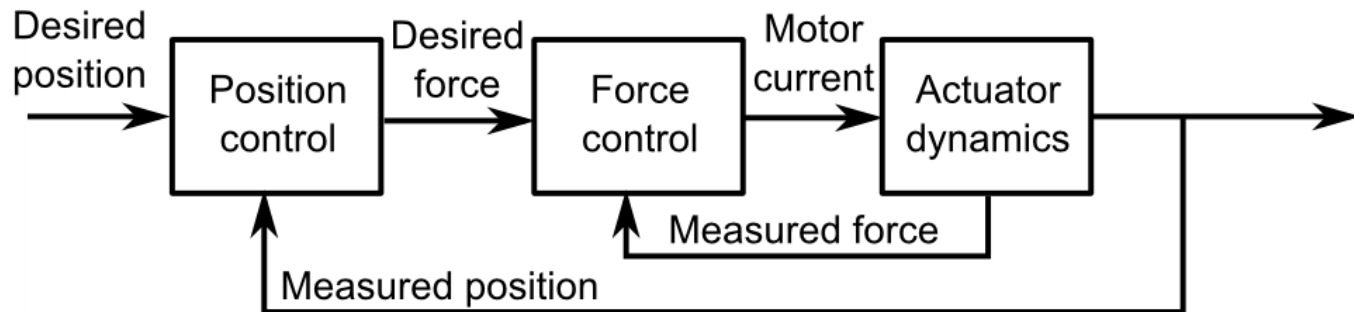 Desired
position
Position
control
Desired
force
Force
control
Motor
current
Actuator
dynamics
Measured force
Measured position